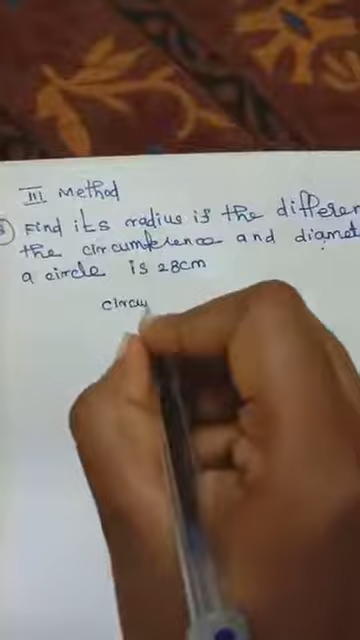 III Method
Find its radius if the differen
the circumference and diamet
a circle is 28cm
circu